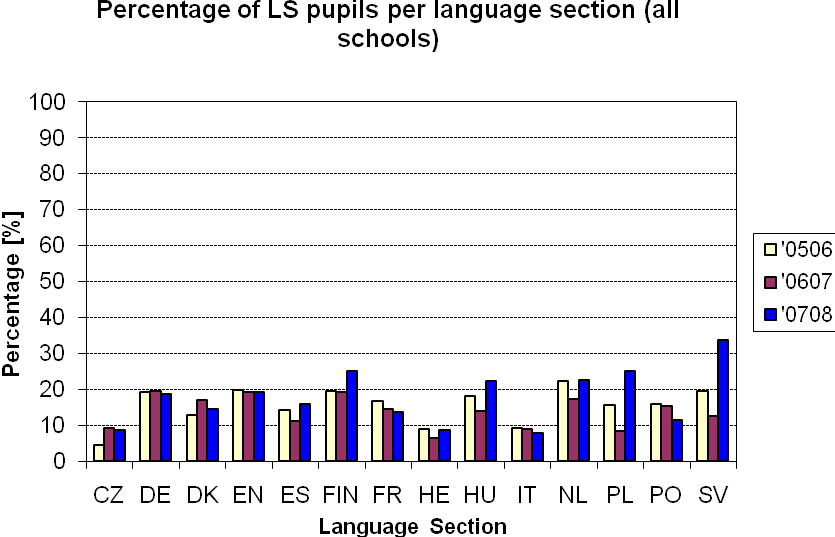 Percentage of LS pupils per language section (all
schools)
100
90
80
70
60
50
40
30
20
10
0
Percentage [%]
CZ DE DK EN ES FIN FR HE HU IT NL PL PO SV
Language Section
'0506
'0607
'0708